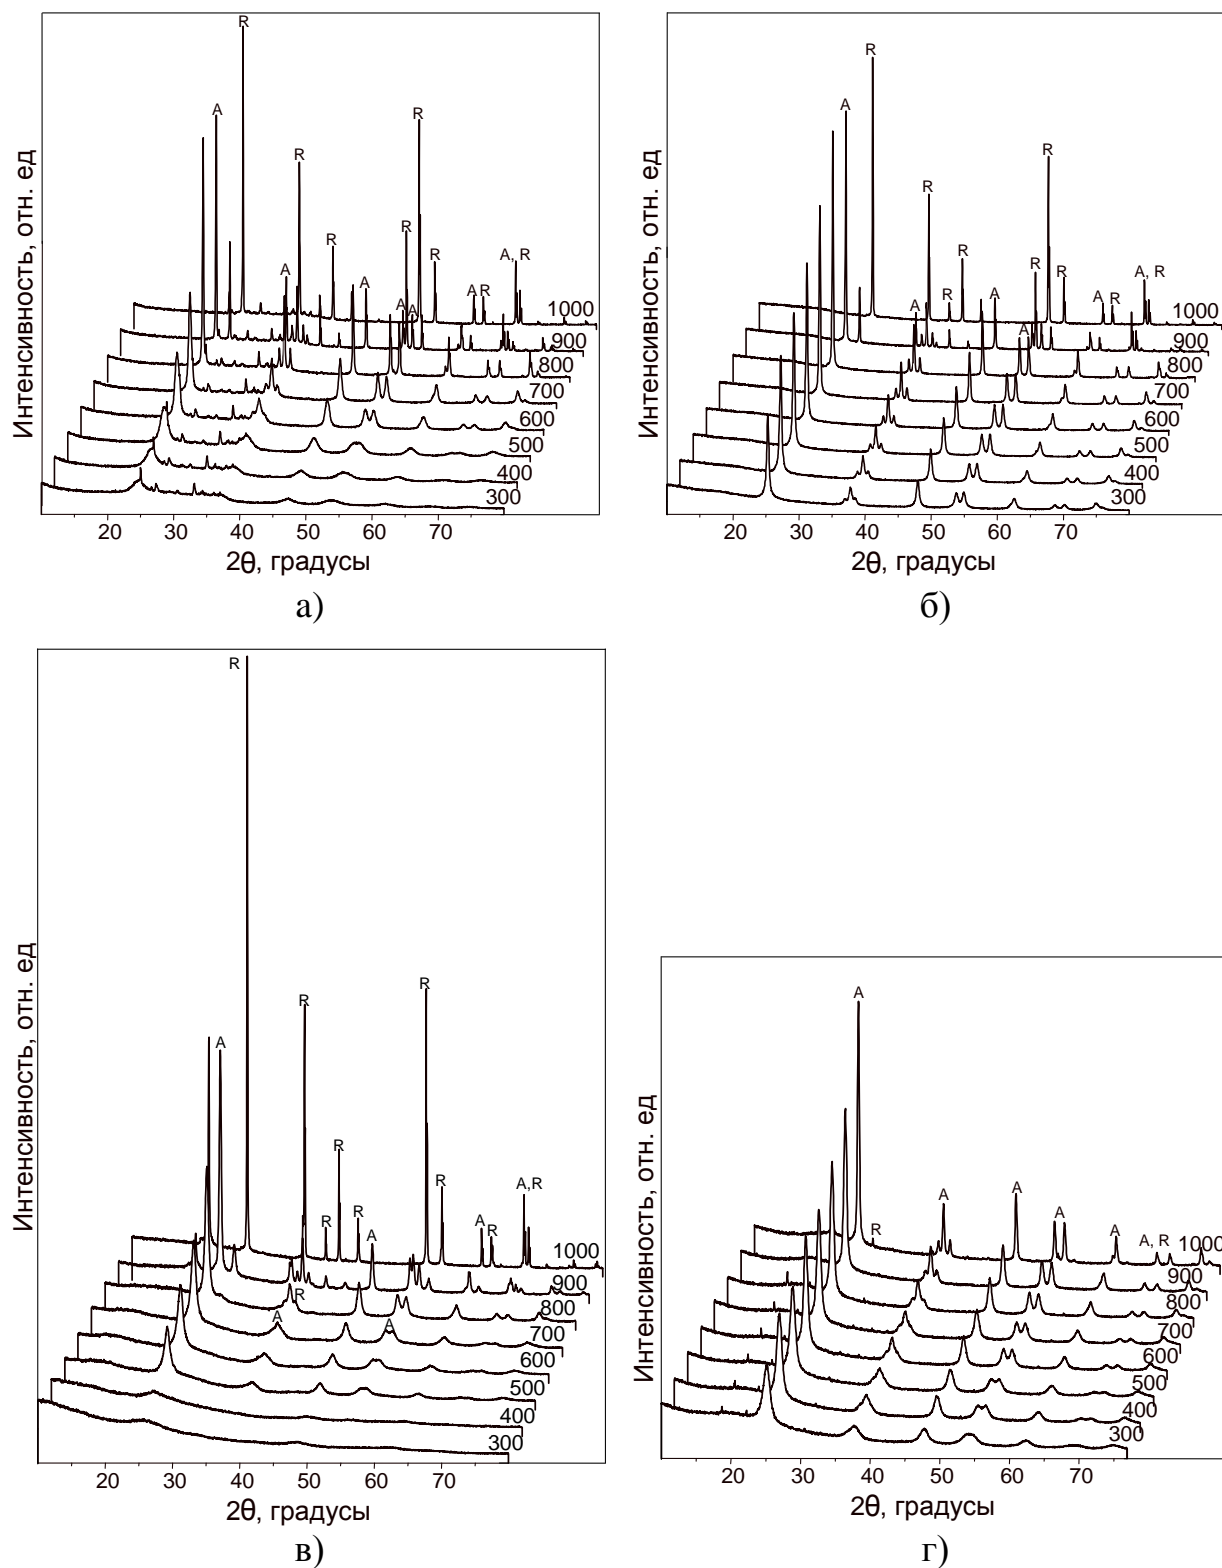 R
A
R
R
R
R
R
A
A
A A
A R
A, R
1000
900
800
700
600
500
400
300
20 30 40 50 60 70
Интенсивность, отн. ед
2θ, градусы
а)
R
A
R
R
R
R
R R
A
A
A
A R
A, R
1000
900
800
700
600
500
400
300
20 30 40 50 60 70
Интенсивность, отн. ед
2θ, градусы
б)
R
A
R
R
R
R R
R
A
A
R
A, R
R
A
A
1000
900
800
700
600
500
400
300
20 30 40 50 60 70
Интенсивность, отн. ед
2θ, градусы
в)
A
R
A
A
A
A
A, R
1000
900
800
700
600
500
400
300
20 30 40 50 60 70
Интенсивность, отн. ед
2θ, градусы
г)